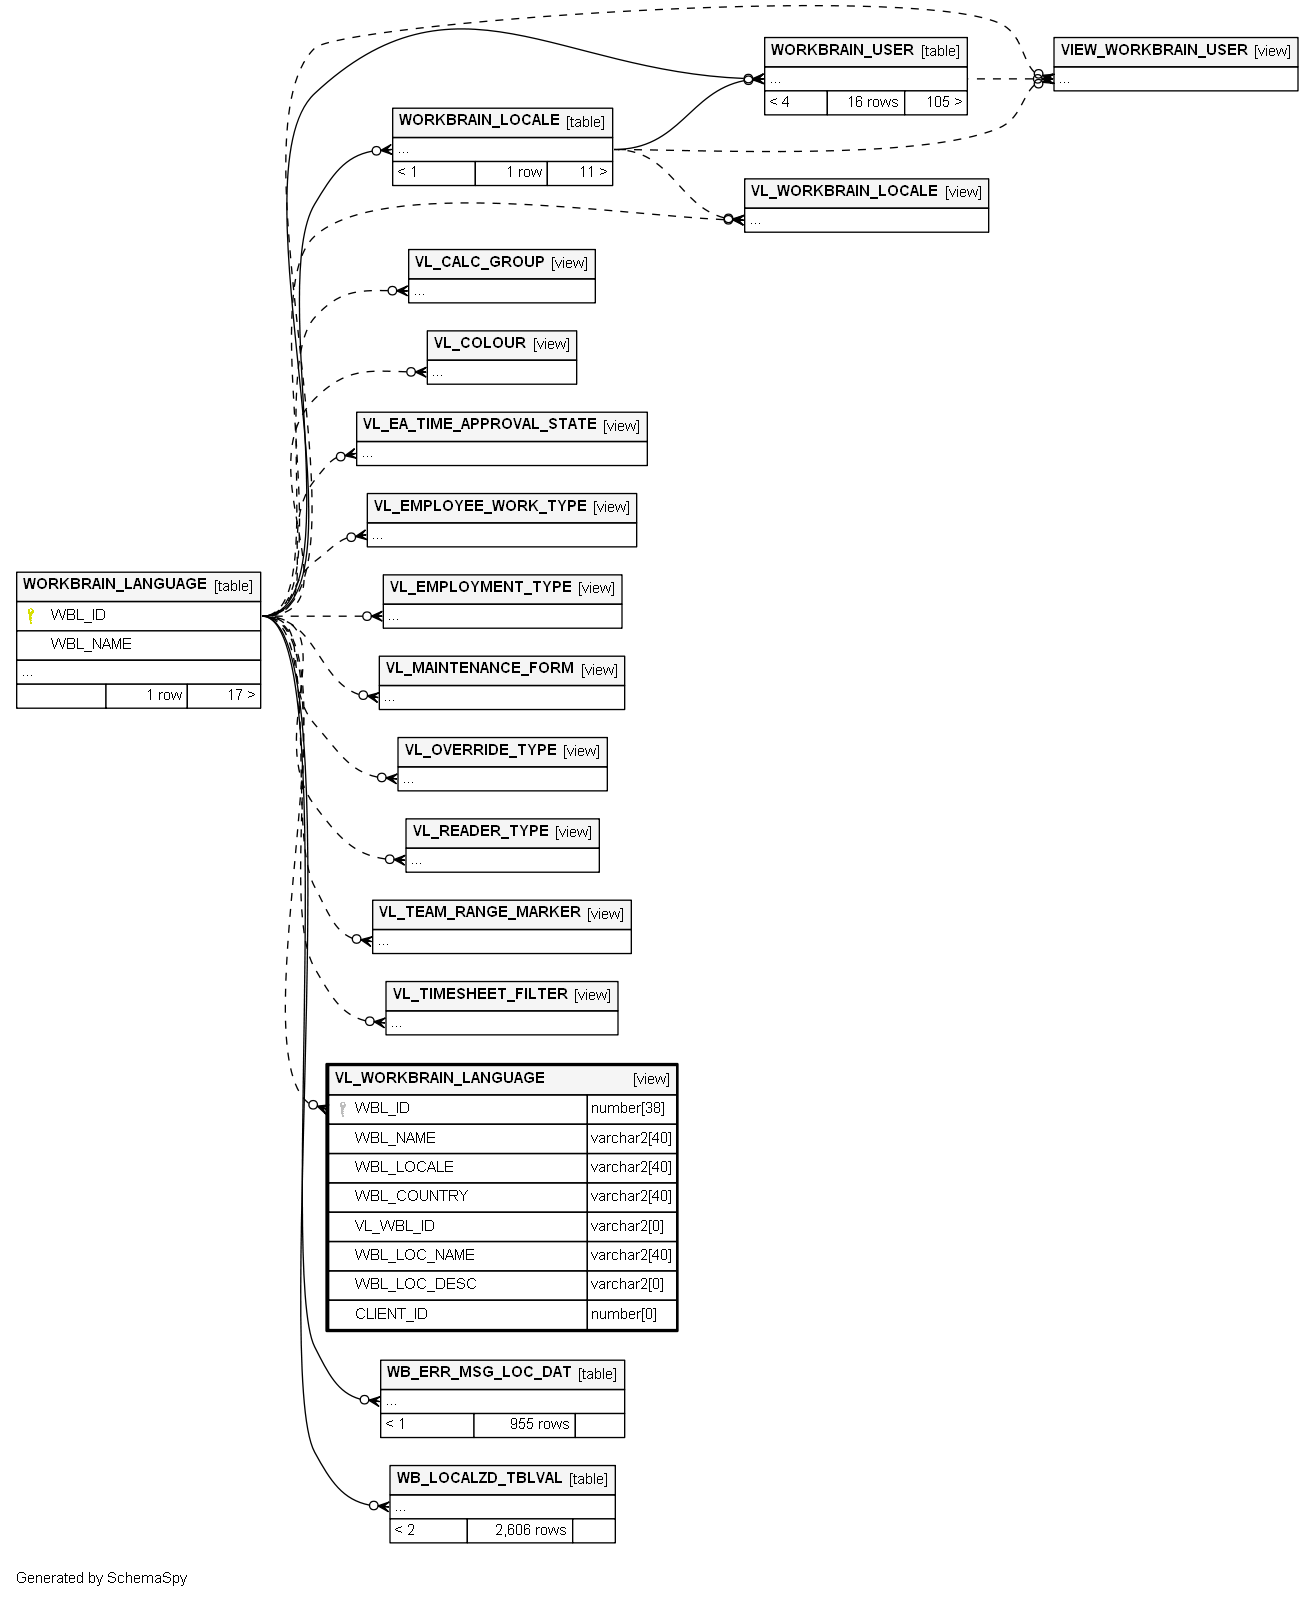 WORKBRAIN_USER [table]
...
< 4 16 rows 105 >
VIEW_WORKBRAIN_USER [view]
...
WORKBRAIN_LOCALE [table]
...
< 1 1 row 11 >
VL_WORKBRAIN_LOCALE [view]
...
VL_CALC_GROUP [view]
...
VL_COLOUR [view]
...
VL_EA_TIME_APPROVAL_STATE [view]
...
VL_EMPLOYEE_WORK_TYPE [view]
...
WORKBRAIN_LANGUAGE [table]
WBL_ID
WBL_NAME
...
1 row 17 >
VL_EMPLOYMENT_TYPE [view]
...
VL_MAINTENANCE_FORM [view]
...
VL_OVERRIDE_TYPE [view]
...
VL_READER_TYPE [view]
...
VL_TEAM_RANGE_MARKER [view]
...
VL_TIMESHEET_FILTER [view]
...
VL_WORKBRAIN_LANGUAGE [view]
WBL_ID number[38]
WBL_NAME varchar2[40]
WBL_LOCALE varchar2[40]
WBL_COUNTRY varchar2[40]
VL_WBL_ID varchar2[0]
WBL_LOC_NAME varchar2[40]
WBL_LOC_DESC varchar2[0]
CLIENT_ID number[0]
WB_ERR_MSG_LOC_DAT [table]
...
< 1 955 rows
WB_LOCALZD_TBLVAL [table]
...
< 2 2,606 rows
Generated by SchemaSpy